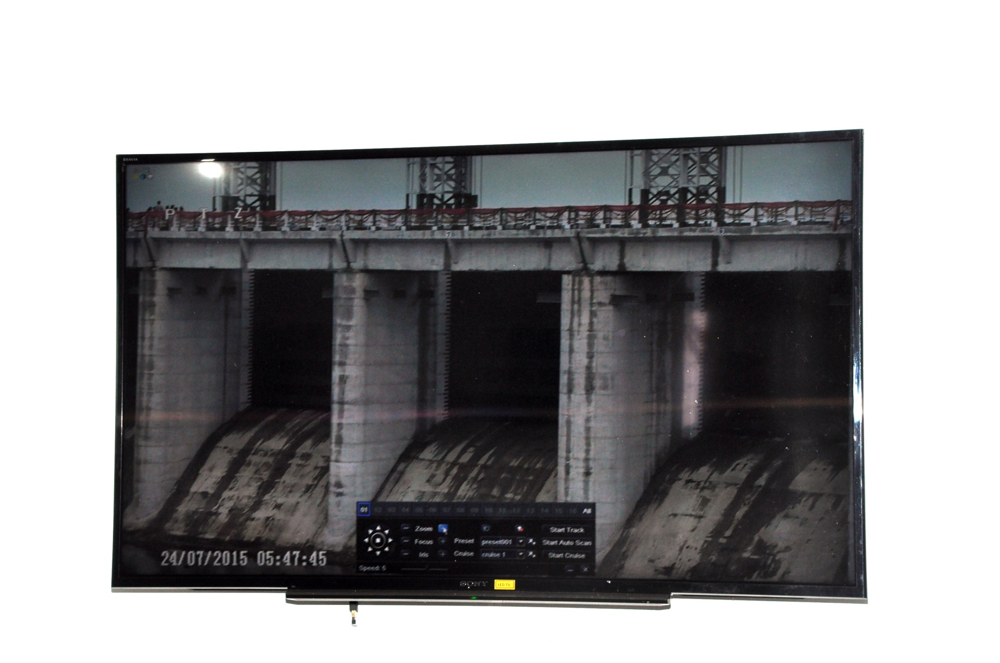 BRAVIA
P T Z
7
24/07/2015 05:47:45
01 02 03 04 05 06 07 08 09 10 11 12 13 14 15 16 All
Zoom Start Track
Focus Preset preset001 Start Auto Scan
Iris Cruise cruise 1 Start Cruise
Speed: 5
SONY LED TV